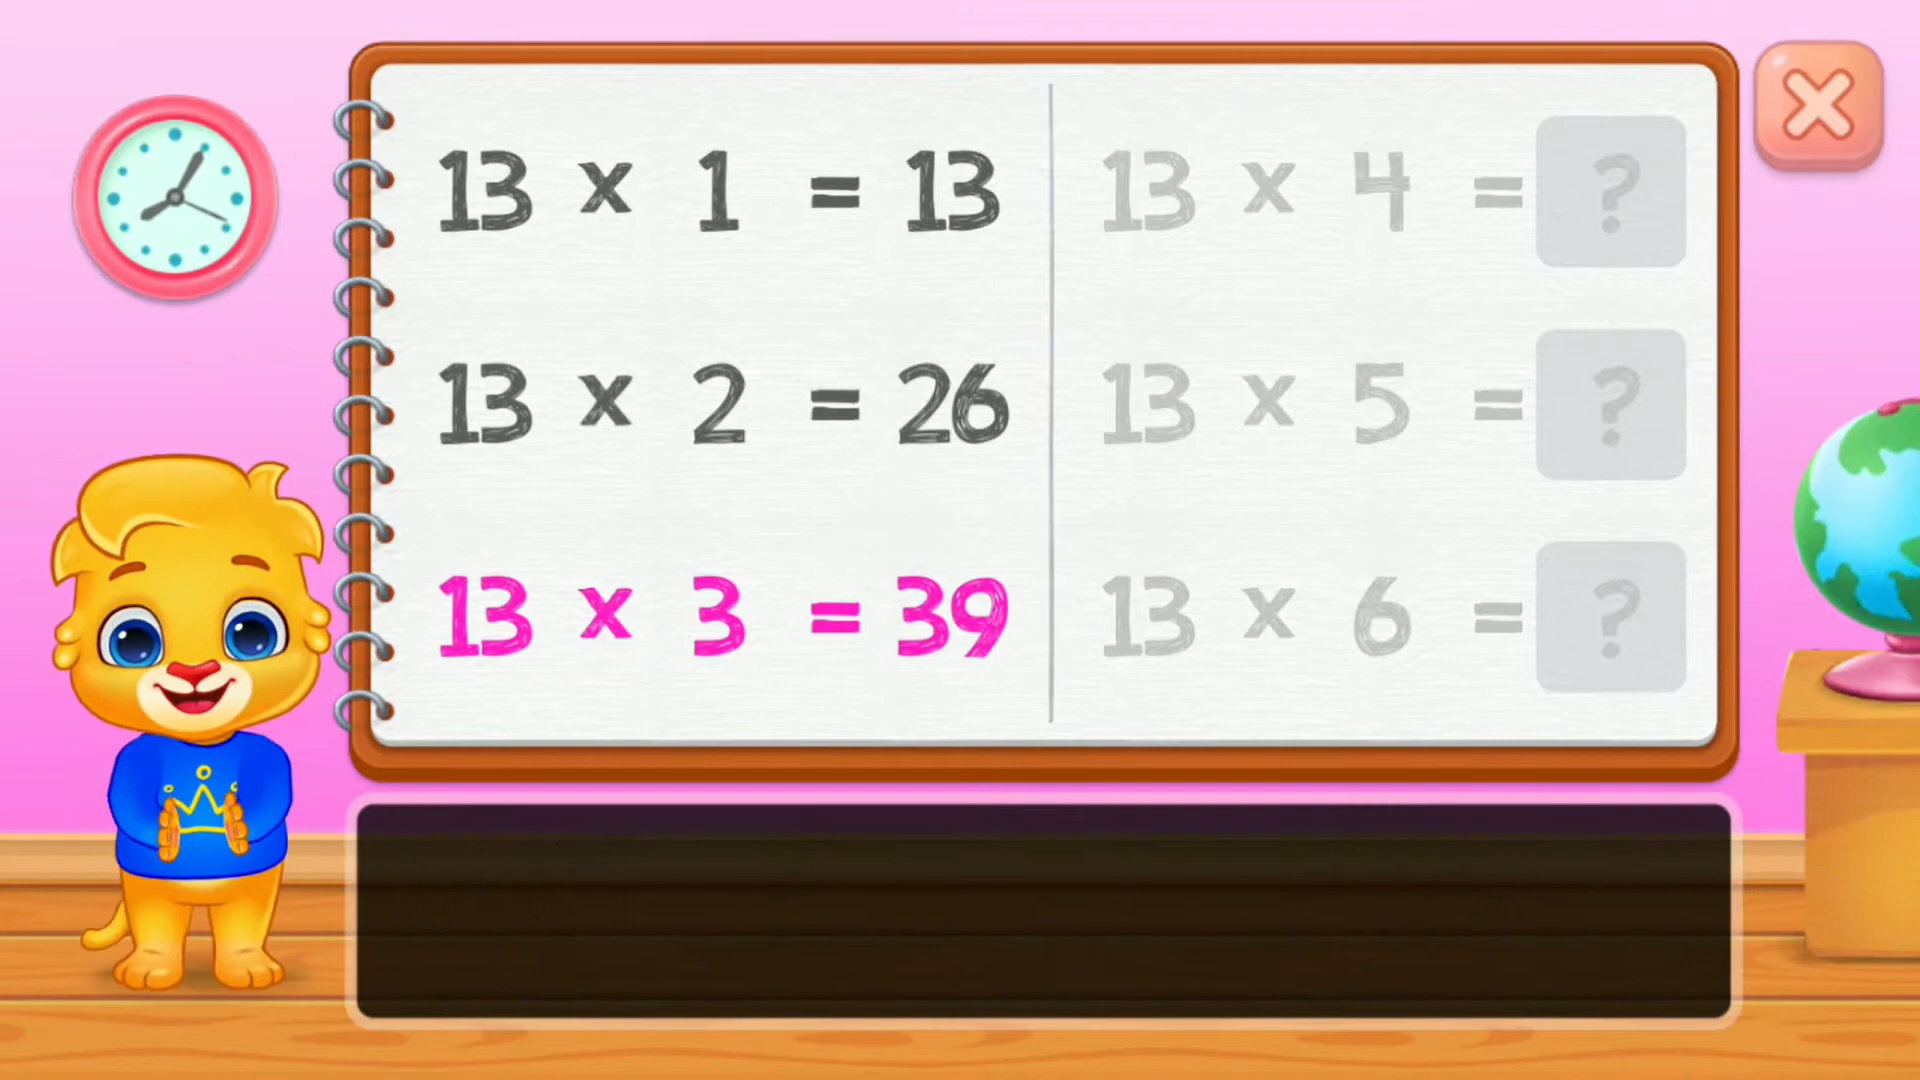 13 x 1 = 13
13 x 2 = 26
13 x 3 = 39
13 x 4 = ?
13 x 5 = ?
13 x 6 = ?